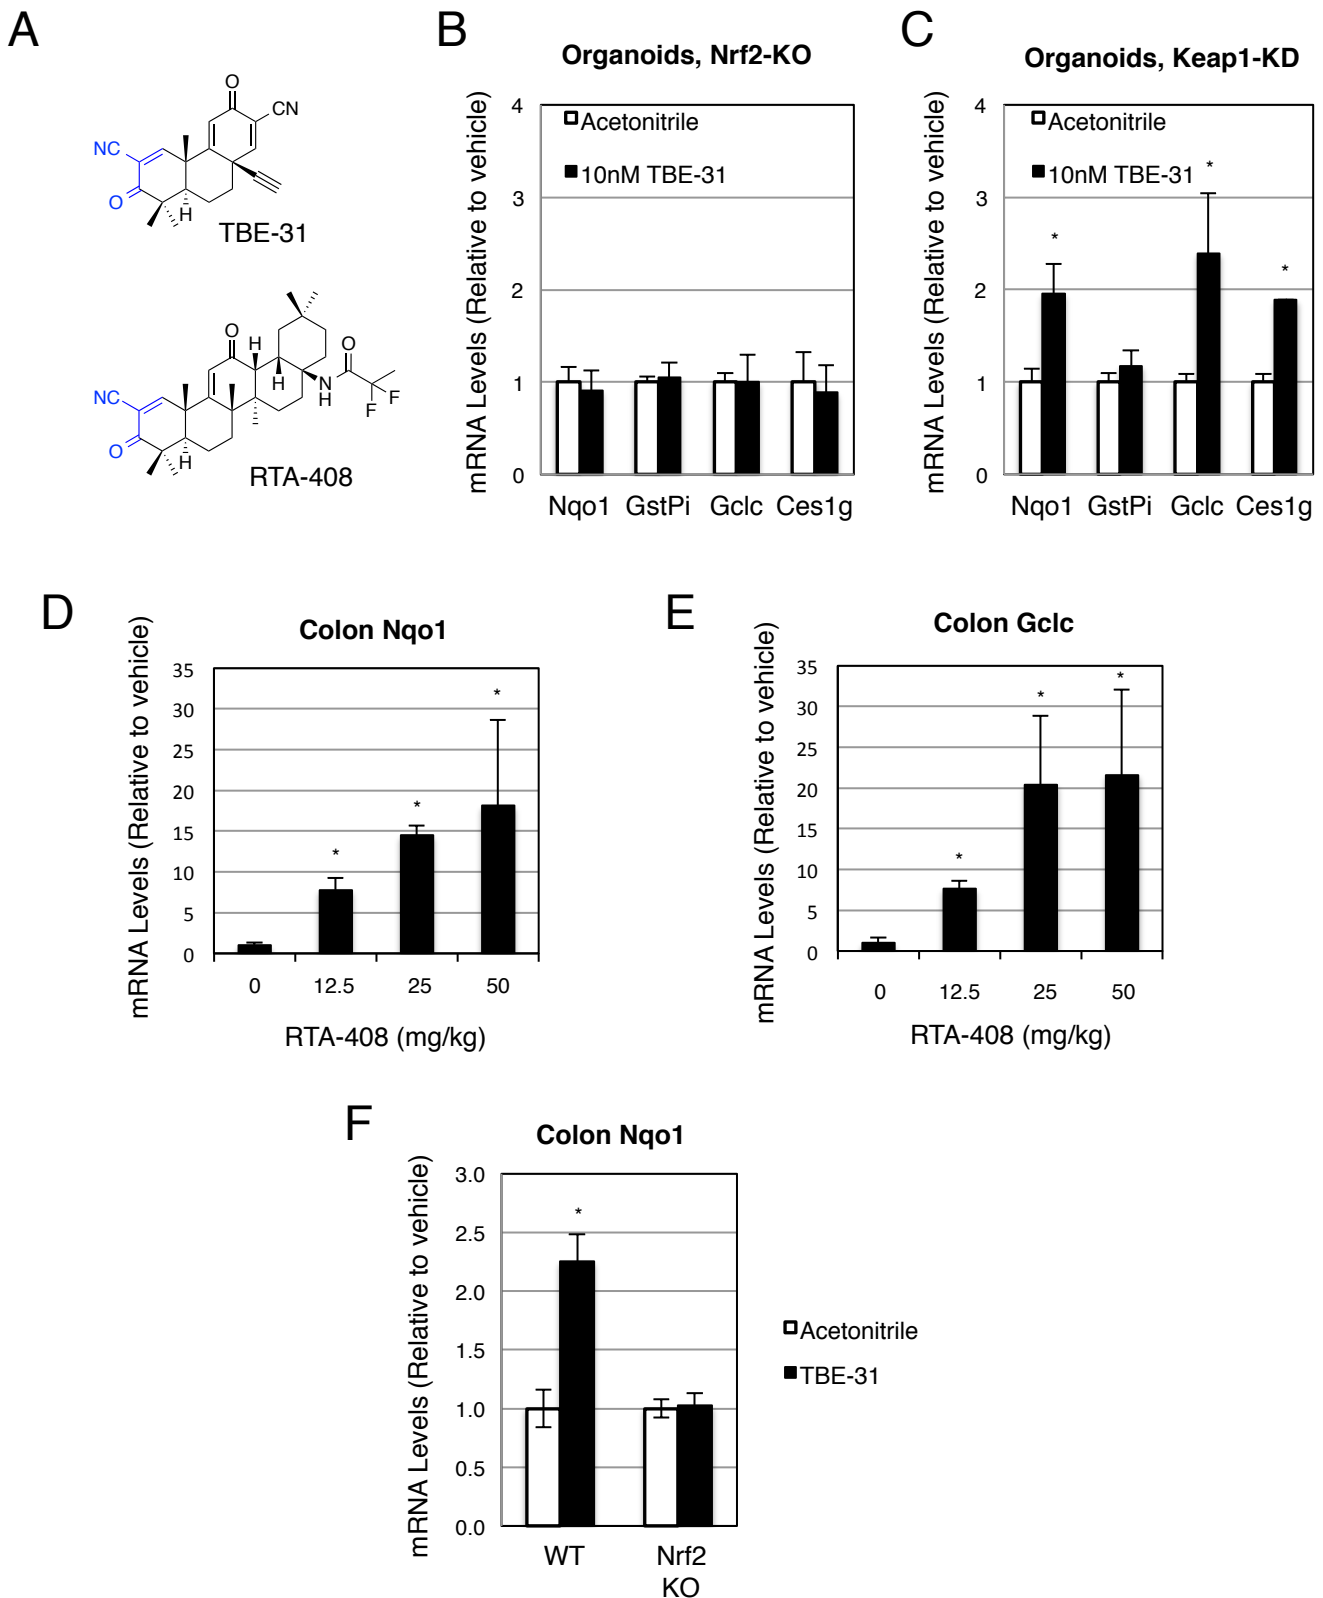 A
O
CN
NC
O
H
TBE-31
O
H
O
NC
H
N
H
F
F
O
H
RTA-408
B
Organoids, Nrf2-KO
mRNA Levels (Relative to vehicle)
4
3
2
1
0
Acetonitrile
10nM TBE-31
Nqo1 GstPi Gclc Ces1g
C
Organoids, Keap1-KD
mRNA Levels (Relative to vehicle)
4
3
2
1
0
Acetonitrile
10nM TBE-31
*
*
*
Nqo1 GstPi Gclc Ces1g
D
Colon Nqo1
mRNA Levels (Relative to vehicle)
35
30
25
20
15
10
5
0
*
*
*
0 12.5 25 50
RTA-408 (mg/kg)
E
Colon Gclc
mRNA Levels (Relative to vehicle)
35
30
25
20
15
10
5
0
*
*
*
0 12.5 25 50
RTA-408 (mg/kg)
F
Colon Nqo1
mRNA Levels (Relative to vehicle)
3.0
2.5
2.0
1.5
1.0
0.5
0.0
*
WT Nrf2
KO
Acetonitrile
TBE-31